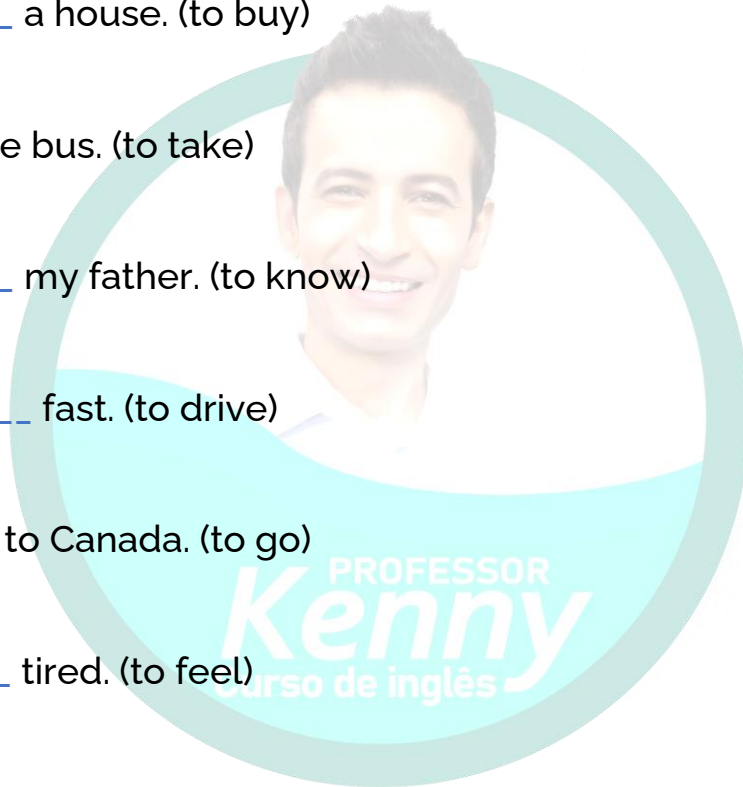 _ a house. (to buy)
e bus. (to take)
_ my father. (to know)
__ fast. (to drive)
to Canada. (to go)
_ tired. (to feel)
PROFESSOR
Kenny
Curso de inglês